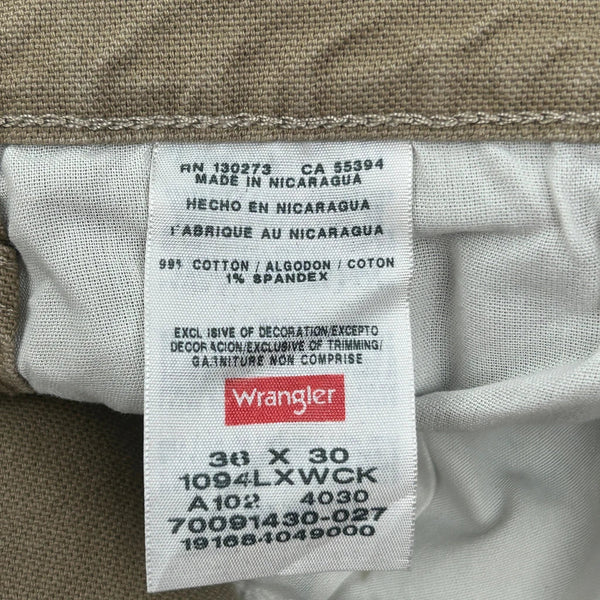 RN 130273 CA 55394
MADE IN NICARAGUA
HECHO EN NICARAGUA
FABRIQUE AU NICARAGUA
99% COTTON / ALGODON / COTON
1% SPANDEX
EXCLUSIVE OF DECORATION/EXCEPTO
DECORACION/EXCLUSIVE OF TRIMMING/
GARNITURE NON COMPRISE
Wrangler
36 X 30
1094LXWCK
A102 4030
70091430-027
191684049000